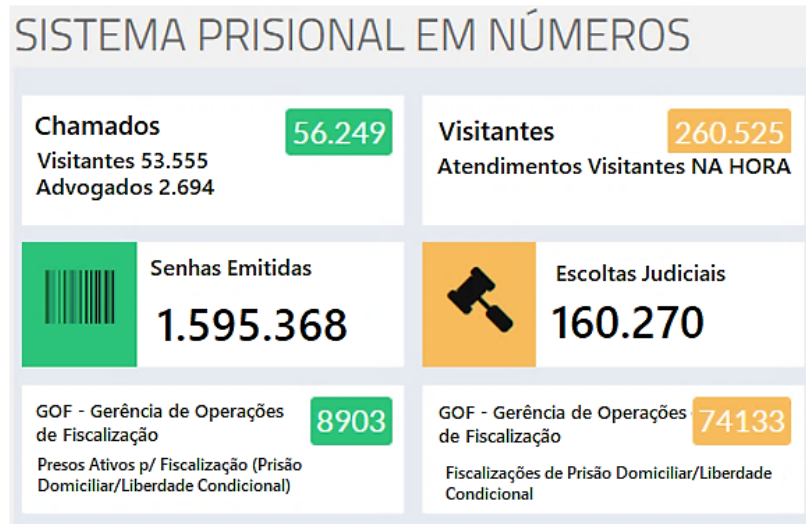 SISTEMA PRISIONAL EM NÚMEROS
Chamados
56.249
Visitantes 53.555
Advogados 2.694
Visitantes
260.525
Atendimentos Visitantes NA HORA
Senhas Emitidas
1.595.368
Escoltas Judiciais
160.270
GOF - Gerência de Operações
de Fiscalização
8903
Presos Ativos p/ Fiscalização (Prisão
Domiciliar/Liberdade Condicional)
GOF - Gerência de Operações
de Fiscalização
74133
Fiscalizações de Prisão Domiciliar/Liberdade
Condicional